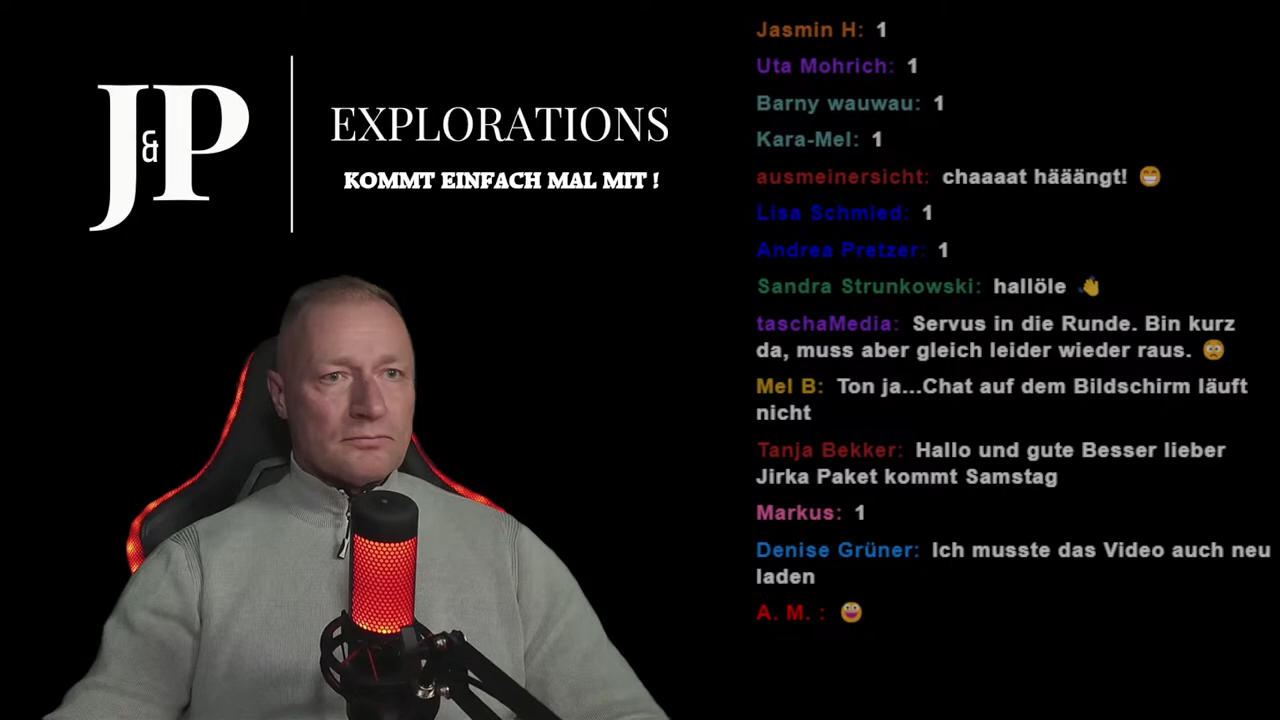 J&P
EXPLORATIONS
KOMMT EINFACH MAL MIT !
Jasmin H: 1
Uta Mohrich: 1
Barny wauwau: 1
Kara-Mel: 1
ausmeinersicht: chaaaat hääängt! 😁
Lisa Schmied: 1
Andrea Pretzer: 1
Sandra Strunkowski: hallöle 👋
taschaMedia: Servus in die Runde. Bin kurz
da, muss aber gleich leider wieder raus. 🙁
Mel B: Ton ja...Chat auf dem Bildschirm läuft
nicht
Tanja Bekker: Hallo und gute Besser lieber
Jirka Paket kommt Samstag
Markus: 1
Denise Grüner: Ich musste das Video auch neu
laden
A. M. : 😀